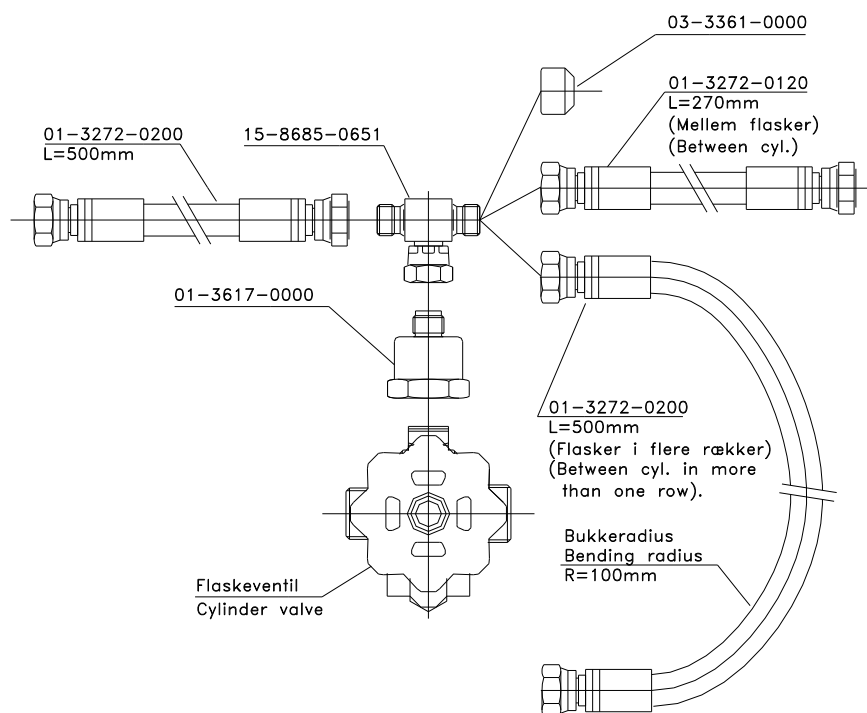 03-3361-0000
01-3272-0120
L=270mm
(Mellem flasker)
(Between cyl.)
01-3272-0200
L=500mm
15-8685-0651
01-3617-0000
01-3272-0200
L=500mm
(Flasker i flere rækker)
(Between cyl. in more
than one row).
Bukkeradius
Bending radius
R=100mm
Flaskeventil
Cylinder valve